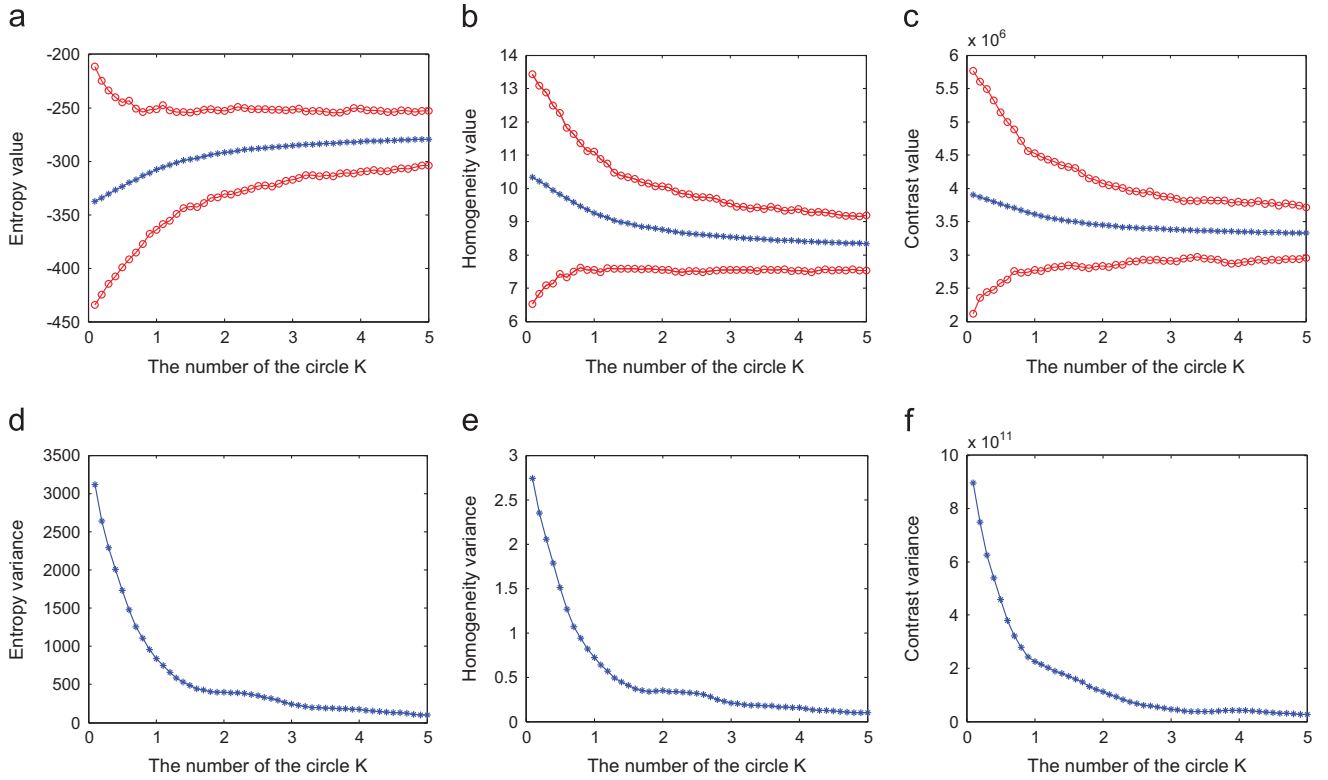 a
b
c
x 10^6
-200
-250
-300
-350
-400
-450
Entropy value
0 1 2 3 4 5
The number of the circle K
14
13
12
11
10
9
8
7
6
Homogeneity value
0 1 2 3 4 5
The number of the circle K
6
5.5
5
4.5
4
3.5
3
2.5
2
Contrast value
0 1 2 3 4 5
The number of the circle K
d
e
f
3500
3000
2500
2000
1500
1000
500
0
Entropy variance
0 1 2 3 4 5
The number of the circle K
3
2.5
2
1.5
1
0.5
0
Homogeneity variance
0 1 2 3 4 5
The number of the circle K
x 10^11
10
8
6
4
2
0
Contrast variance
0 1 2 3 4 5
The number of the circle K